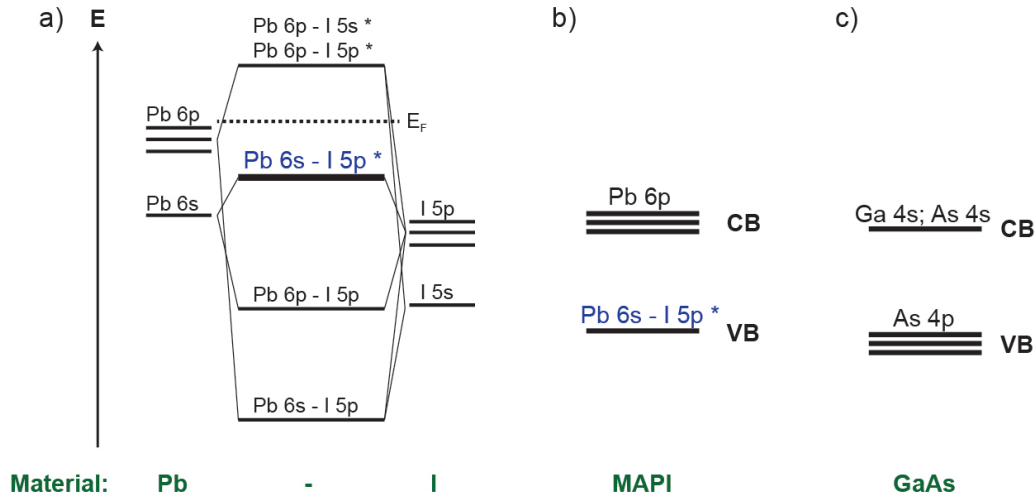 a) E
Pb 6p - I 5s *
Pb 6p - I 5p *
Pb 6p
E_F
Pb 6s - I 5p *
Pb 6s
I 5p
Pb 6p - I 5p
I 5s
Pb 6s - I 5p
b)
Pb 6p
CB
Pb 6s - I 5p *
VB
c)
Ga 4s; As 4s
CB
As 4p
VB
Material: Pb - I MAPI GaAs